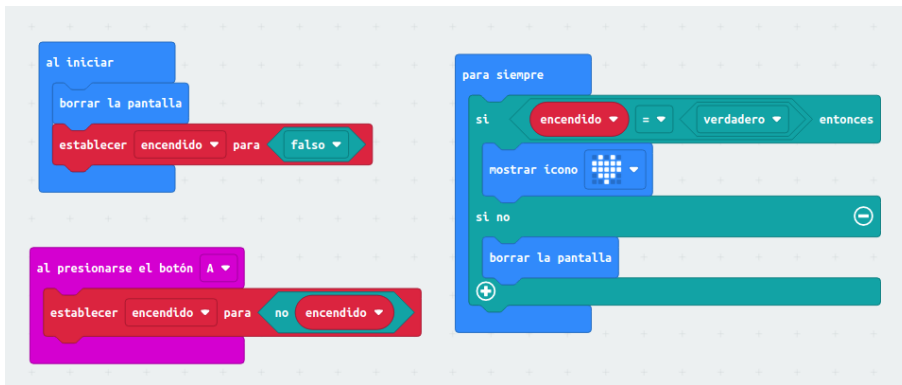 al iniciar
borrar la pantalla
establecer encendido para falso
al presionarse el botón A
establecer encendido para no encendido
para siempre
si encendido = verdadero entonces
mostrar ícono
si no
borrar la pantalla